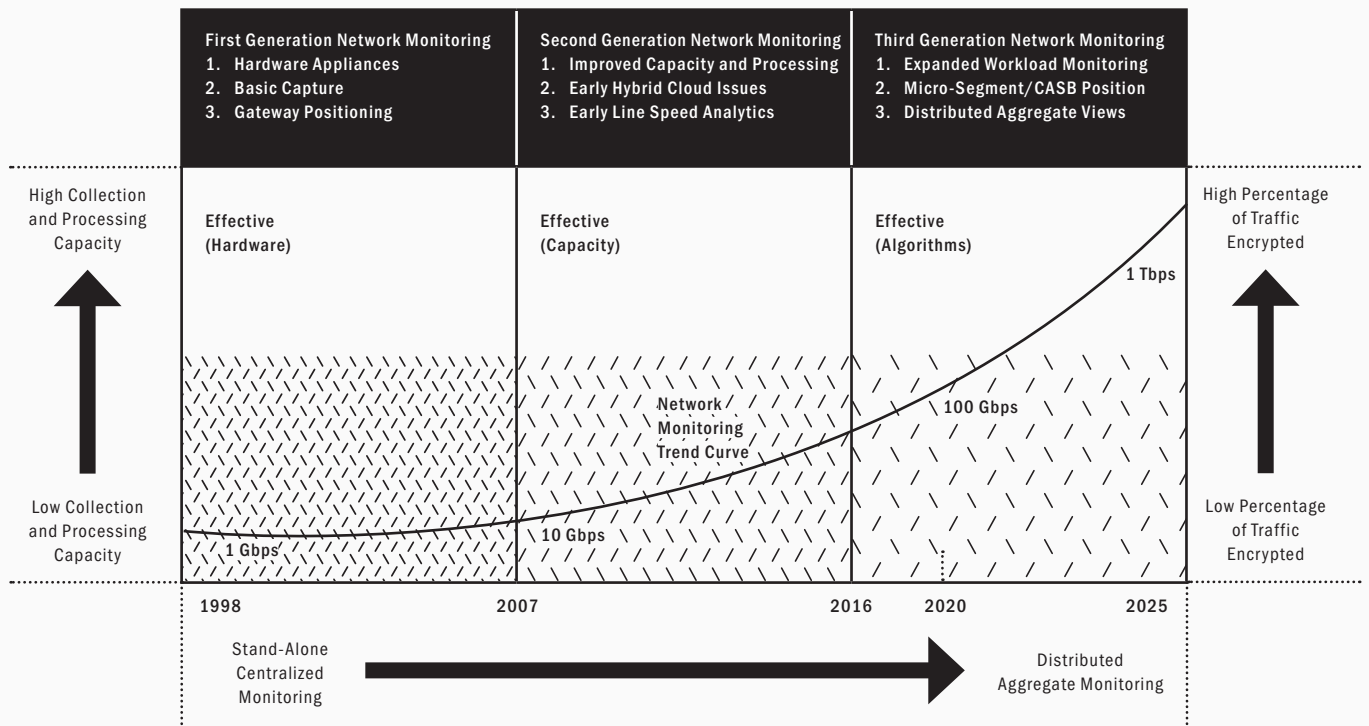 First Generation Network Monitoring
1. Hardware Appliances
2. Basic Capture
3. Gateway Positioning
Second Generation Network Monitoring
1. Improved Capacity and Processing
2. Early Hybrid Cloud Issues
3. Early Line Speed Analytics
Third Generation Network Monitoring
1. Expanded Workload Monitoring
2. Micro-Segment/CASB Position
3. Distributed Aggregate Views
High Collection
and Processing
Capacity
Low Collection
and Processing
Capacity
Effective
(Hardware)
Effective
(Capacity)
Effective
(Algorithms)
1 Gbps
10 Gbps
Network
Monitoring
Trend Curve
100 Gbps
1 Tbps
High Percentage
of Traffic
Encrypted
Low Percentage
of Traffic
Encrypted
1998
2007
2016
2020
2025
Stand-Alone
Centralized
Monitoring
Distributed
Aggregate Monitoring